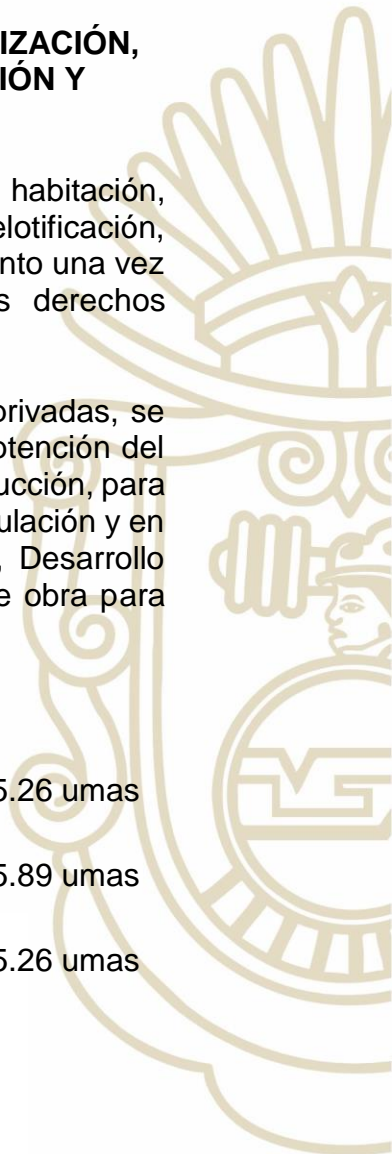 IZACIÓN,
IÓN Y
habitación,
elotificación,
nto una vez
s derechos
privadas, se
otención del
ucción, para
ulación y en
, Desarrollo
e obra para
5.26 umas
5.89 umas
5.26 umas